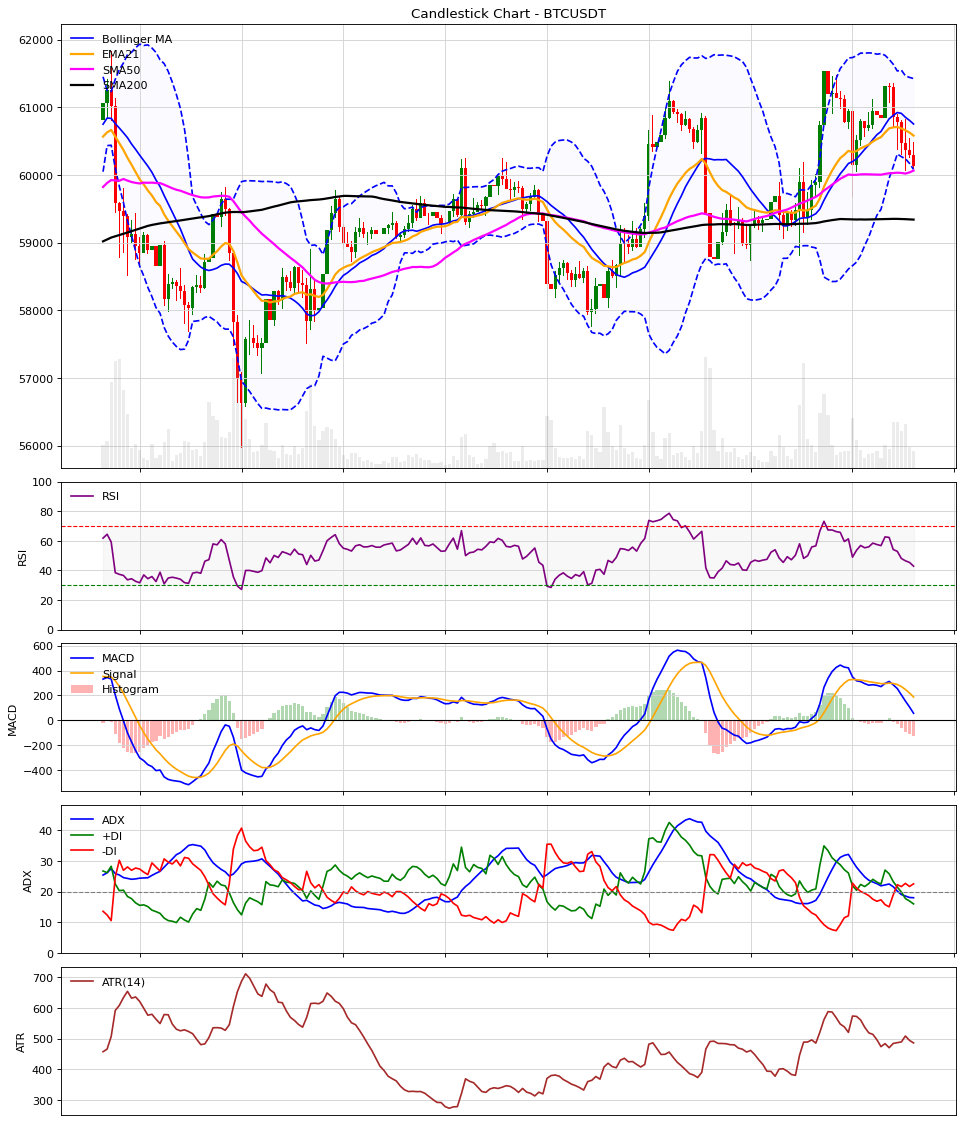 Candlestick Chart - BTCUSDT
62000
61000
60000
59000
58000
57000
56000
Bollinger MA
EMA21
SMA50
SMA200
100
80
60
40
20
0
RSI
RSI
600
400
200
0
−200
−400
MACD
MACD
Signal
Histogram
40
30
20
10
0
ADX
ADX
+DI
-DI
700
600
500
400
300
ATR
ATR(14)